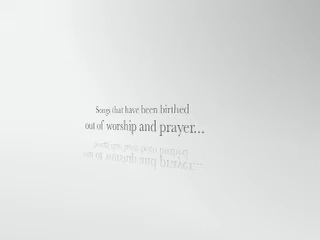 Songs that have been birthed
out of worship and prayer...